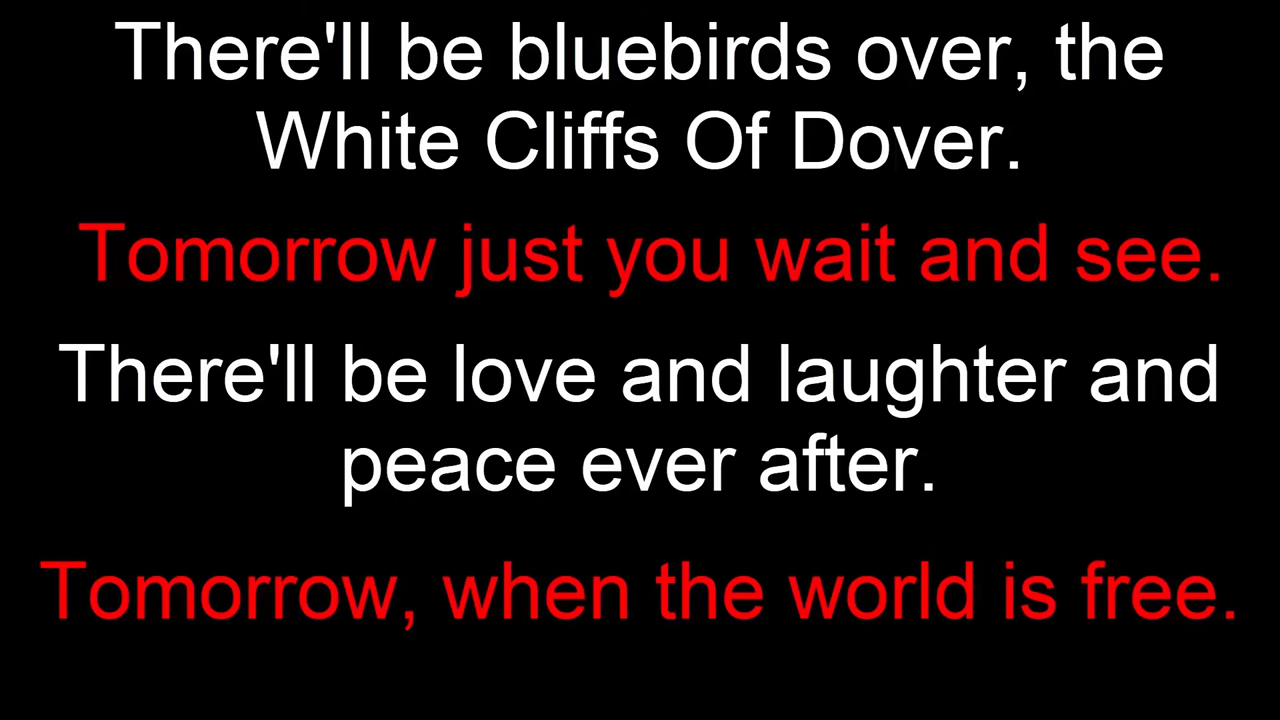 There'll be bluebirds over, the
White Cliffs Of Dover.
Tomorrow just you wait and see.
There'll be love and laughter and
peace ever after.
Tomorrow, when the world is free.